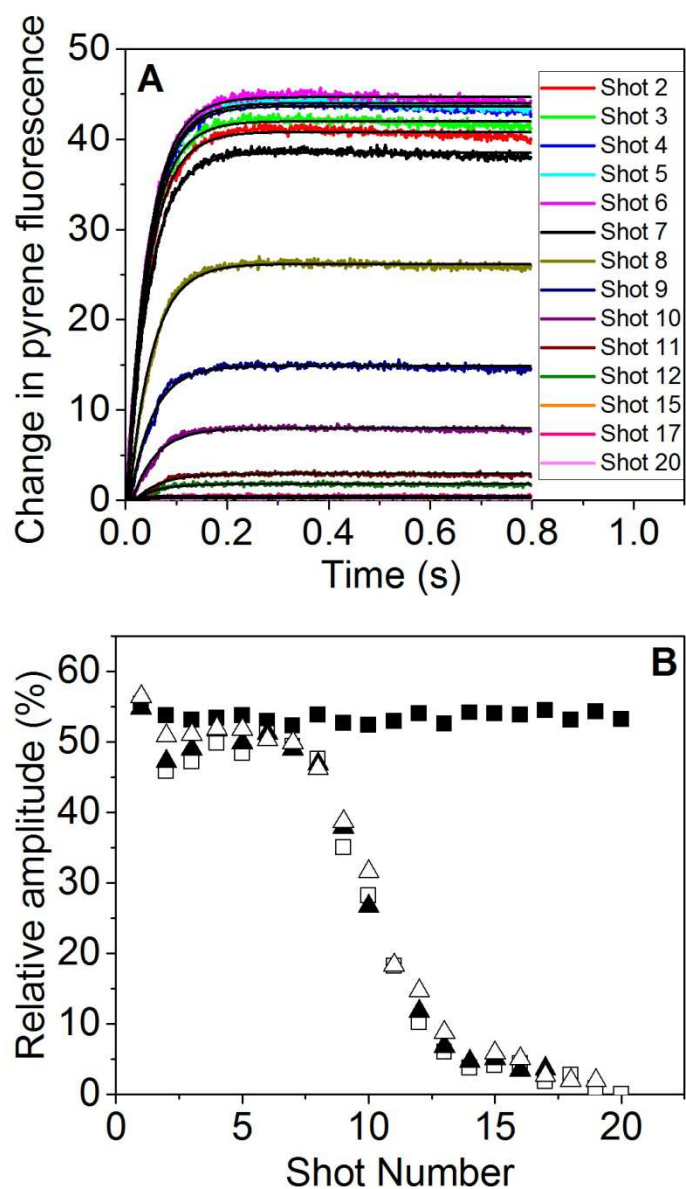 A
Change in pyrene fluorescence
50
40
30
20
10
0
Shot 2
Shot 3
Shot 4
Shot 5
Shot 6
Shot 7
Shot 8
Shot 9
Shot 10
Shot 11
Shot 12
Shot 15
Shot 17
Shot 20
0.0 0.2 0.4 0.6 0.8 1.0
Time (s)
B
Relative amplitude (%)
60
50
40
30
20
10
0
0 5 10 15 20
Shot Number